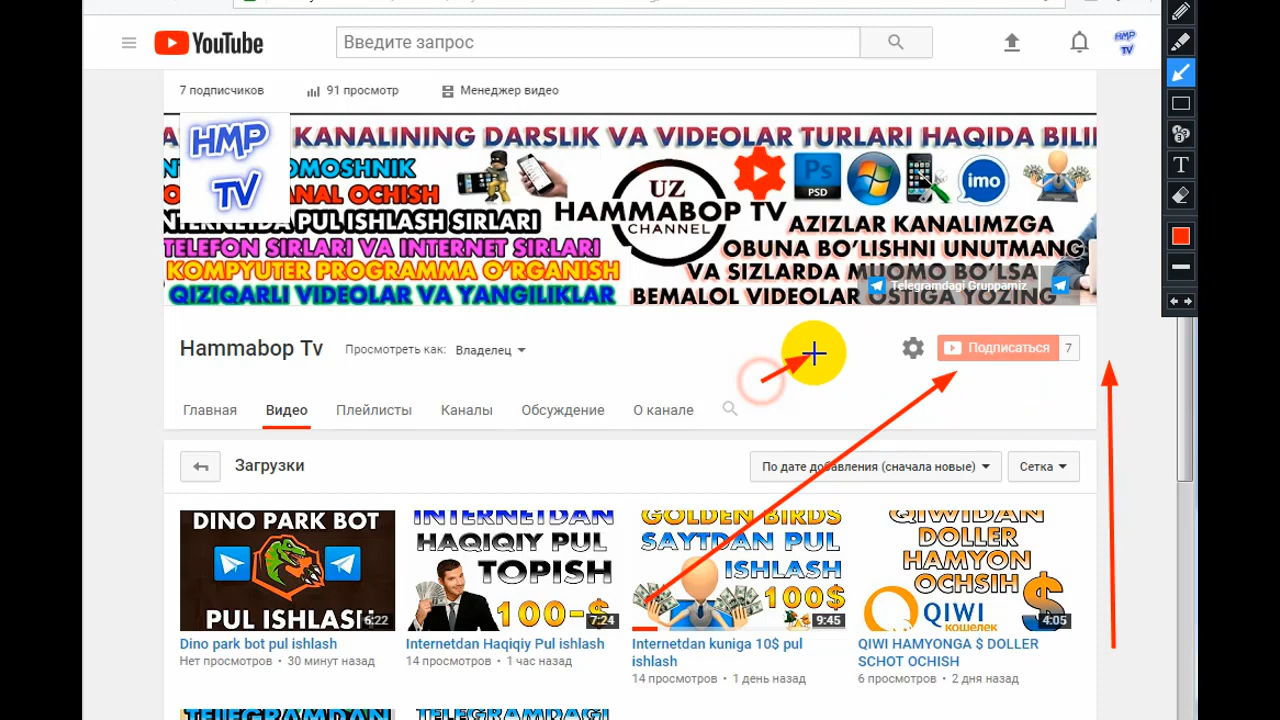 YouTube
Введите запрос
HMP TV
7 подписчиков
91 просмотр
Менеджер видео
HMP
TV
KANALINING DARSLIK VA VIDEOLAR TURLARI HAQIDA
OMOSHNIK
ANAL OCHISH
PUL ISHLASH SIRLARI
TELEFON SIRLARI VA INTERNET SIRLARI
KOMPYUTER PROGRAMMA O'RGANISH
QIZIQARLI VIDEOLAR VA YANGILIKLAR
UZ
HAMMABOP TV
CHANNEL
Ps
PSD
imo
AZIZLAR KANALIMZGA
OBUNA BO'LISHNI UNUTMANG
VA SIZLARDA MUOMO BO'LSA
BEMALOL VIDEOLAR OSTIGA YOZING
Telegramdagi Gruppamiz
Hammabop Tv
Просмотреть как: Владелец
Подписаться 7
Главная
Видео
Плейлисты
Каналы
Обсуждение
О канале
Загрузки
По дате добавления (сначала новые)
Сетка
DINO PARK BOT
PUL ISHLASH
6:22
Dino park bot pul ishlash
Нет просмотров • 30 минут назад
INTERNETDAN
HAQIQIY PUL
TOPISH
100-$
7:24
Internetdan Haqiqiy Pul ishlash
14 просмотров • 1 час назад
GOLDEN BIRDS
SAYTDAN PUL
ISHLASH
100$
9:45
Internetdan kuniga 10$ pul
ishlash
14 просмотров • 1 день назад
QIWIDAN
DOLLER
HAMYON
OCHSIH
QIWI
кошелек
$
4:05
QIWI HAMYONGA $ DOLLER
SCHOT OCHISH
6 просмотров • 2 дня назад
TELEGRAMDAN
TELEGRAMDAGI
T